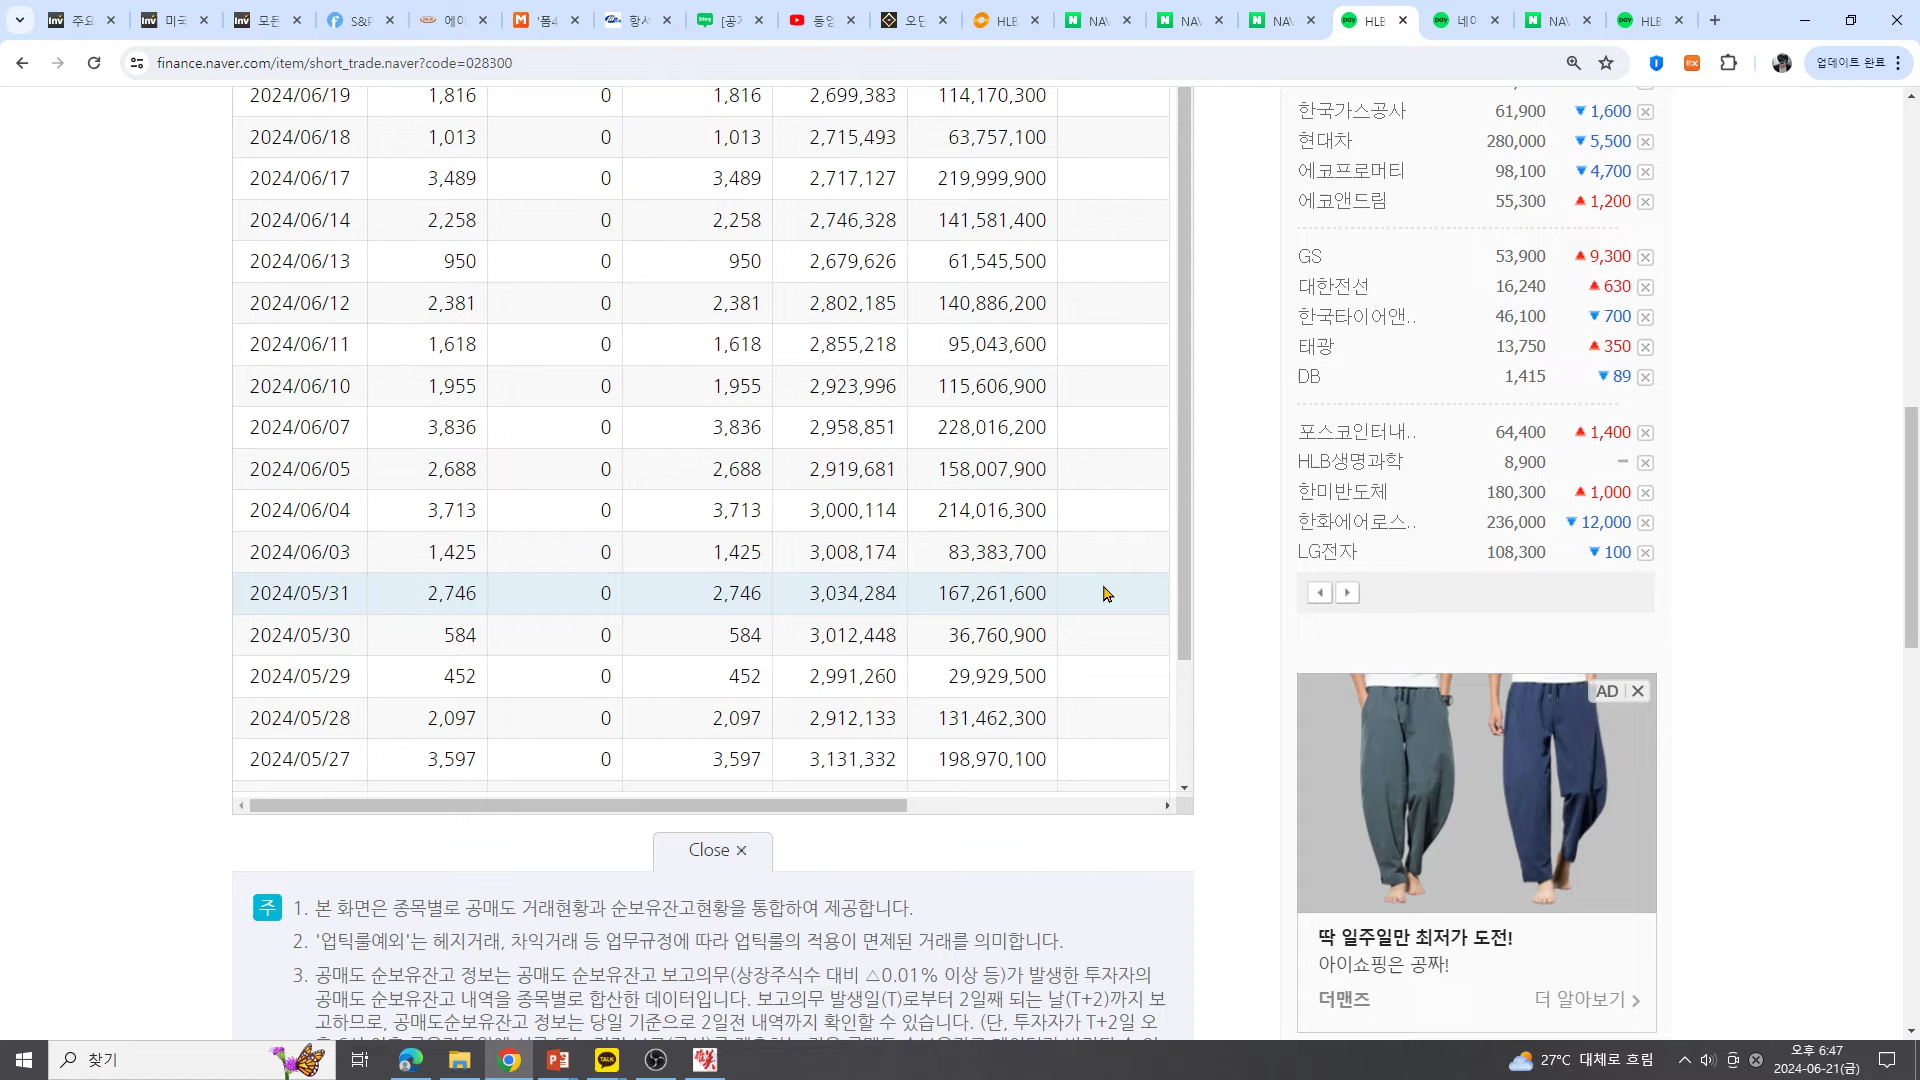 주요
미국
모든
S&P
에이
'폼4
항서
[공
동영
오단
HLB
NAV
NAV
NAV
HLB
네이
NAV
HLB
finance.naver.com/item/short_trade.naver?code=028300
업데이트 완료
2024/06/19 1,816 0 1,816 2,699,383 114,170,300
2024/06/18 1,013 0 1,013 2,715,493 63,757,100
2024/06/17 3,489 0 3,489 2,717,127 219,999,900
2024/06/14 2,258 0 2,258 2,746,328 141,581,400
2024/06/13 950 0 950 2,679,626 61,545,500
2024/06/12 2,381 0 2,381 2,802,185 140,886,200
2024/06/11 1,618 0 1,618 2,855,218 95,043,600
2024/06/10 1,955 0 1,955 2,923,996 115,606,900
2024/06/07 3,836 0 3,836 2,958,851 228,016,200
2024/06/05 2,688 0 2,688 2,919,681 158,007,900
2024/06/04 3,713 0 3,713 3,000,114 214,016,300
2024/06/03 1,425 0 1,425 3,008,174 83,383,700
2024/05/31 2,746 0 2,746 3,034,284 167,261,600
2024/05/30 584 0 584 3,012,448 36,760,900
2024/05/29 452 0 452 2,991,260 29,929,500
2024/05/28 2,097 0 2,097 2,912,133 131,462,300
2024/05/27 3,597 0 3,597 3,131,332 198,970,100
Close ×
주 1. 본 화면은 종목별로 공매도 거래현황과 순보유잔고현황을 통합하여 제공합니다.
2. '업틱룰예외'는 헤지거래, 차익거래 등 업무규정에 따라 업틱룰의 적용이 면제된 거래를 의미합니다.
3. 공매도 순보유잔고 정보는 공매도 순보유잔고 보고의무(상장주식수 대비 △0.01% 이상 등)가 발생한 투자자의
공매도 순보유잔고 내역을 종목별로 합산한 데이터입니다. 보고의무 발생일(T)로부터 2일째 되는 날(T+2)까지 보
고하므로, 공매도순보유잔고 정보는 당일 기준으로 2일전 내역까지 확인할 수 있습니다. (단, 투자자가 T+2일 오
한국가스공사 61,900 ▼ 1,600
현대차 280,000 ▼ 5,500
에코프로머티 98,100 ▼ 4,700
에코앤드림 55,300 ▲ 1,200
GS 53,900 ▲ 9,300
대한전선 16,240 ▲ 630
한국타이어앤.. 46,100 ▼ 700
태광 13,750 ▲ 350
DB 1,415 ▼ 89
포스코인터내.. 64,400 ▲ 1,400
HLB생명과학 8,900 –
한미반도체 180,300 ▲ 1,000
한화에어로스.. 236,000 ▼ 12,000
LG전자 108,300 ▼ 100
AD
딱 일주일만 최저가 도전!
아이쇼핑은 공짜!
더맨즈 더 알아보기 >
찾기
27°C 대체로 흐림
오후 6:47
2024-06-21(금)